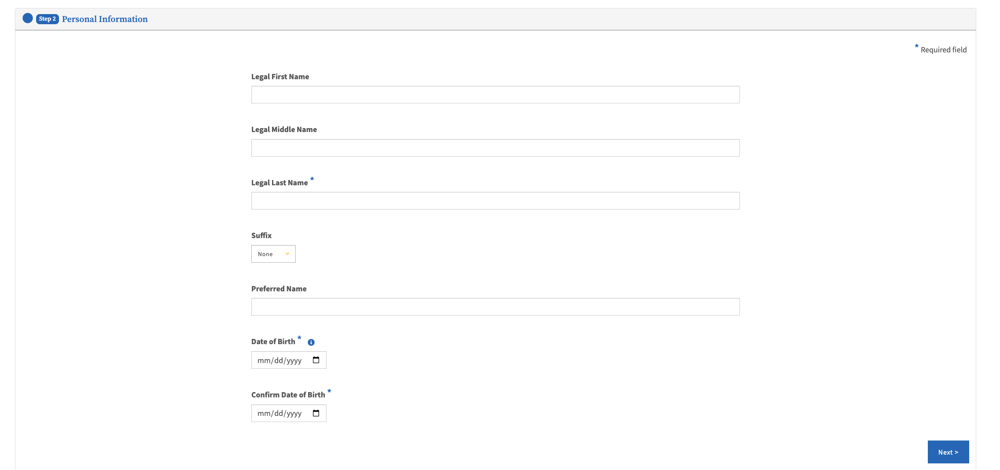 Step 2 Personal Information
* Required field
Legal First Name
Legal Middle Name
Legal Last Name *
Suffix
None
Preferred Name
Date of Birth * i
mm/dd/yyyy
Confirm Date of Birth *
mm/dd/yyyy
Next >